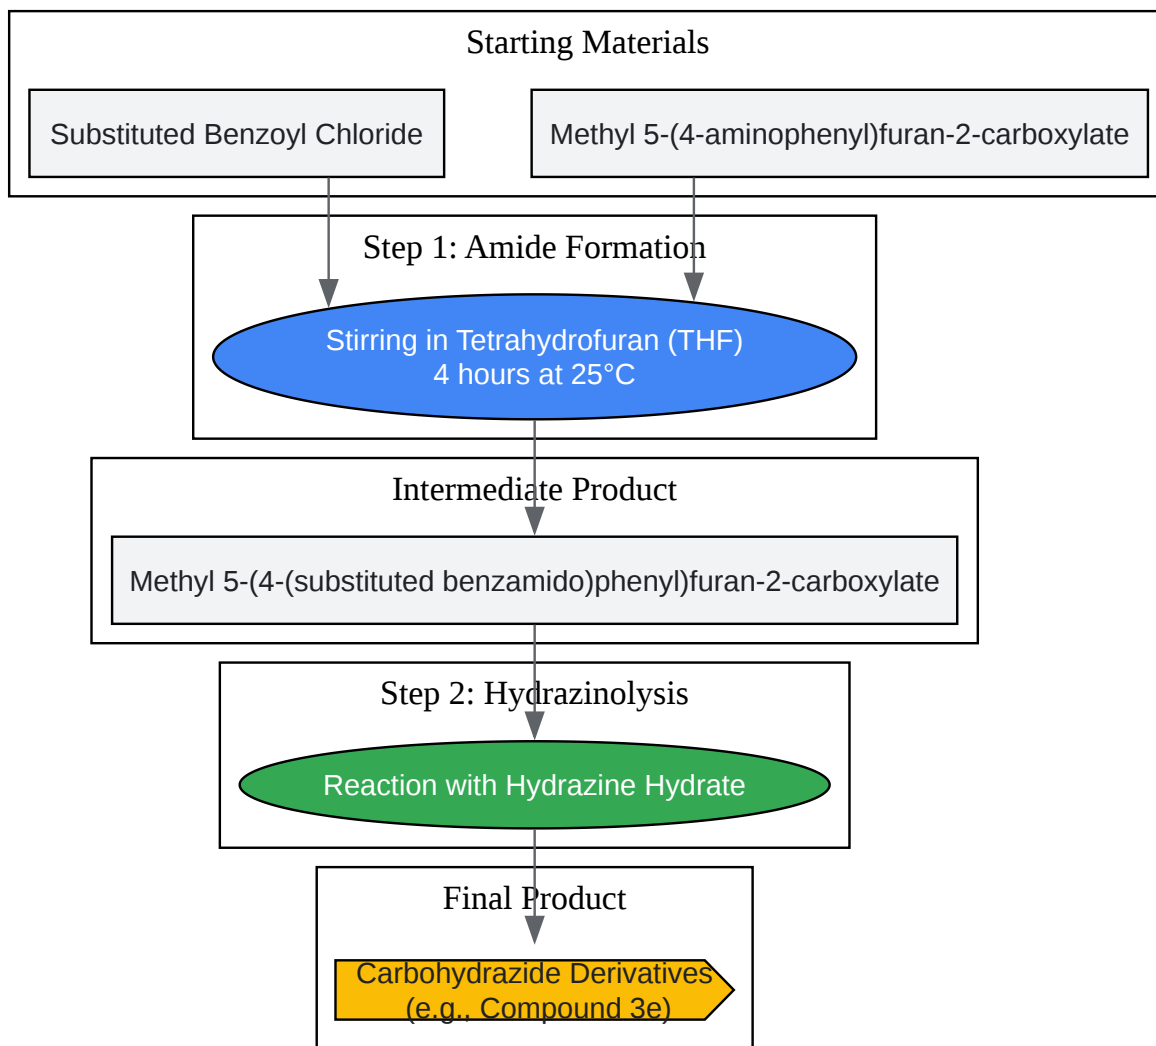 Starting Materials
Substituted Benzoyl Chloride
Methyl 5-(4-aminophenyl)furan-2-carboxylate
Step 1: Amide Formation
Stirring in Tetrahydrofuran (THF)
4 hours at 25°C
Intermediate Product
Methyl 5-(4-(substituted benzamido)phenyl)furan-2-carboxylate
Step 2: Hydrazinolysis
Reaction with Hydrazine Hydrate
Final Product
Carbohydrazide Derivatives
(e.g., Compound 3e)